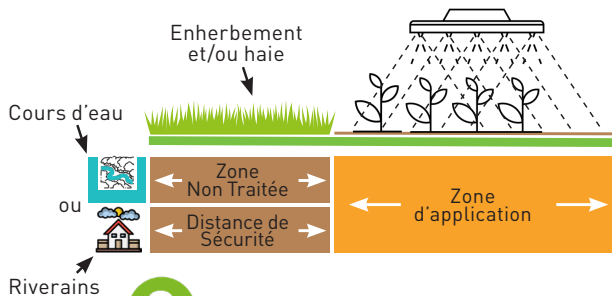 Enherbement
et/ou haie
Cours d'eau
ou
Riverains
Zone
Non Traitée
Distance de
Sécurité
Zone
d'application